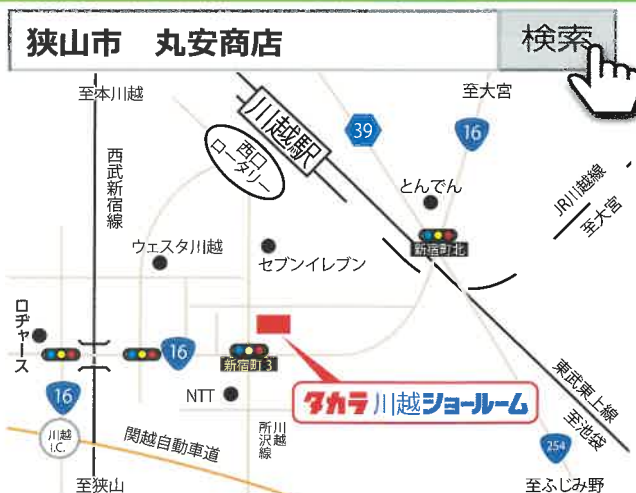 狭山市　丸安商店
検索
至本川越
川越駅
39
至大宮
16
西口
ロータリー
西武新宿線
とんでん
JR川越線
至大宮
新宿町北
ウェスタ川越
セブンイレブン
ロヂャース
16
新宿町3
東武東上線
至池袋
16
NTT
タカラ川越ショールーム
川越
I.C.
関越自動車道
川越
所沢線
254
至狭山
至ふじみ野